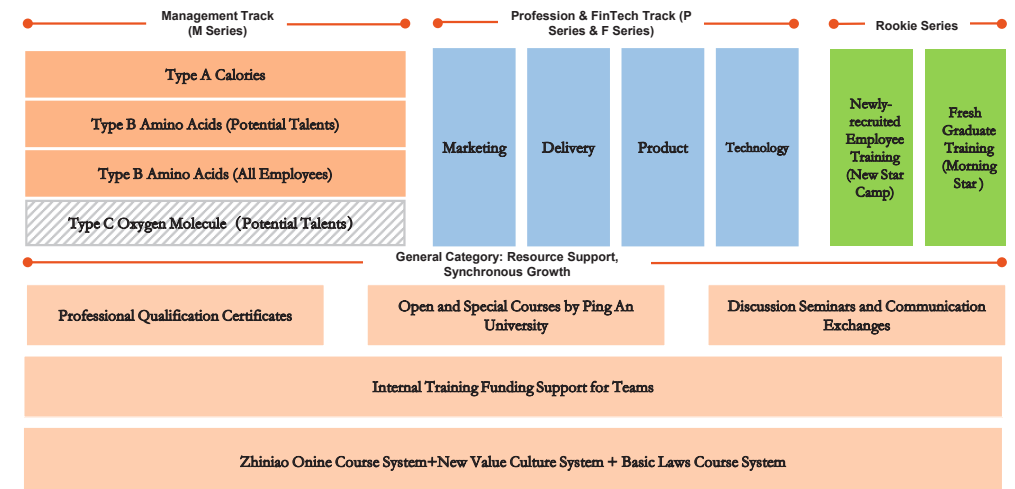 Management Track
(M Series)
Profession & FinTech Track (P
Series & F Series)
Rookie Series
Type A Calories
Type B Amino Acids (Potential Talents)
Type B Amino Acids (All Employees)
Type C Oxygen Molecule（Potential Talents）
Marketing
Delivery
Product
Technology
Newly-
recruited
Employee
Training
(New Star
Camp)
Fresh
Graduate
Training
(Morning
Star )
General Category: Resource Support,
Synchronous Growth
Professional Qualification Certificates
Open and Special Courses by Ping An
University
Discussion Seminars and Communication
Exchanges
Internal Training Funding Support for Teams
Zhiniao Onine Course System+New Value Culture System + Basic Laws Course System